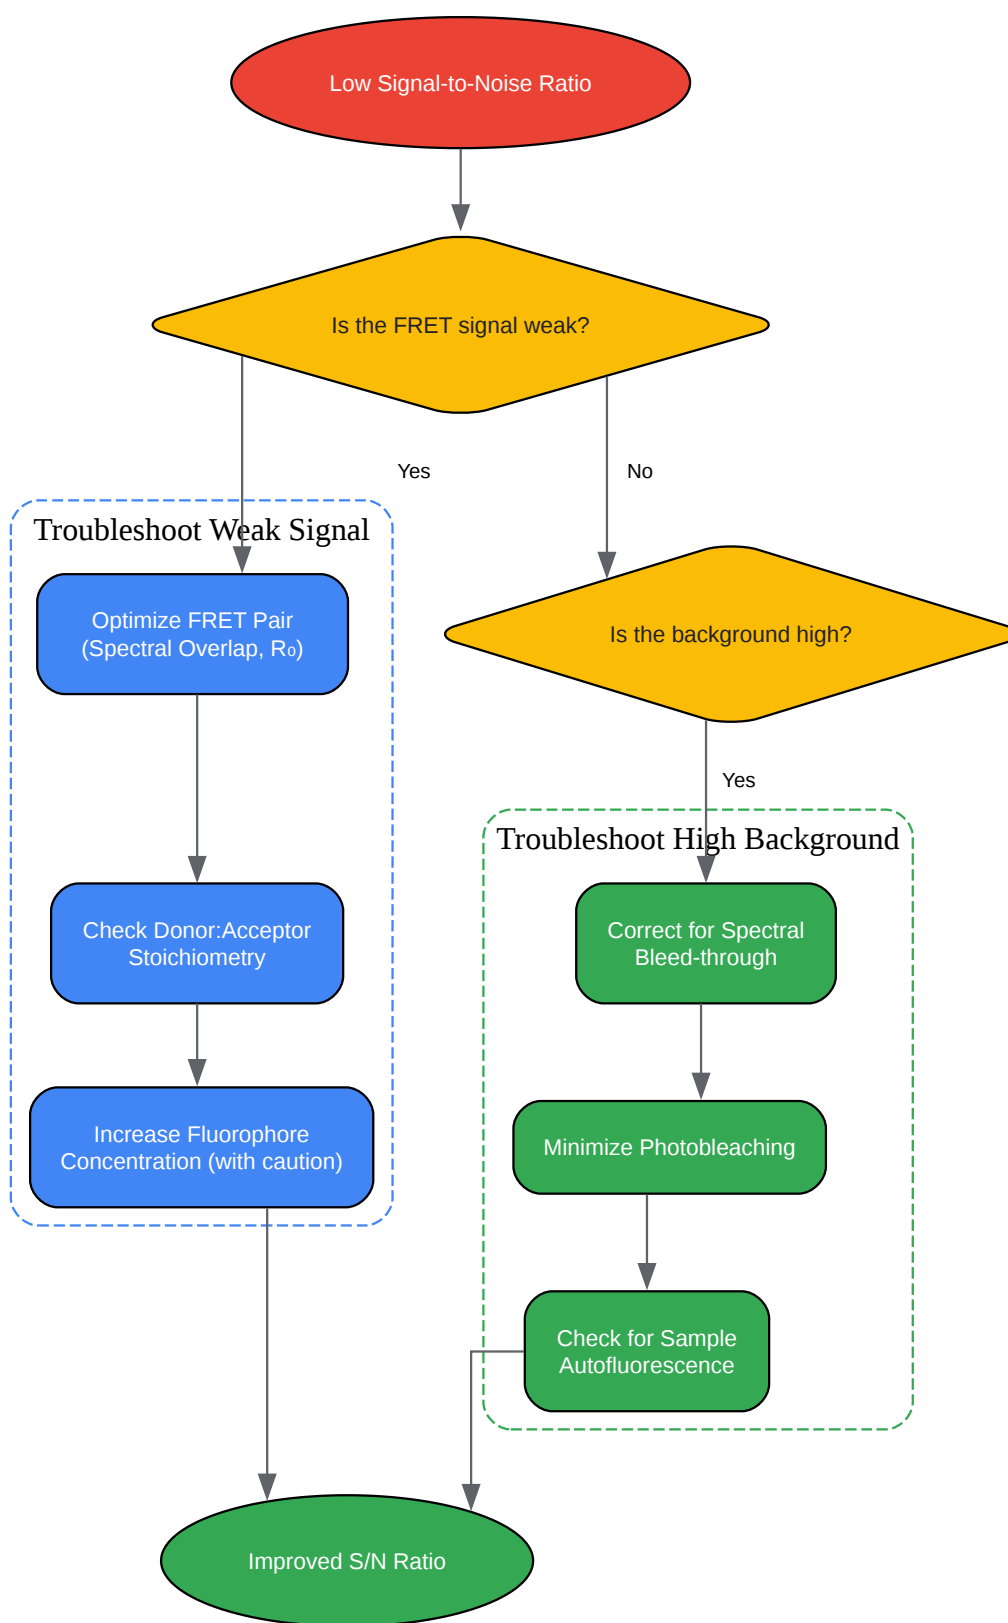 Low Signal-to-Noise Ratio
Is the FRET signal weak?
Yes
No
Troubleshoot Weak Signal
Optimize FRET Pair
(Spectral Overlap, R₀)
Is the background high?
Yes
Troubleshoot High Background
Check Donor:Acceptor
Stoichiometry
Correct for Spectral
Bleed-through
Increase Fluorophore
Concentration (with caution)
Minimize Photobleaching
Check for Sample
Autofluorescence
Improved S/N Ratio